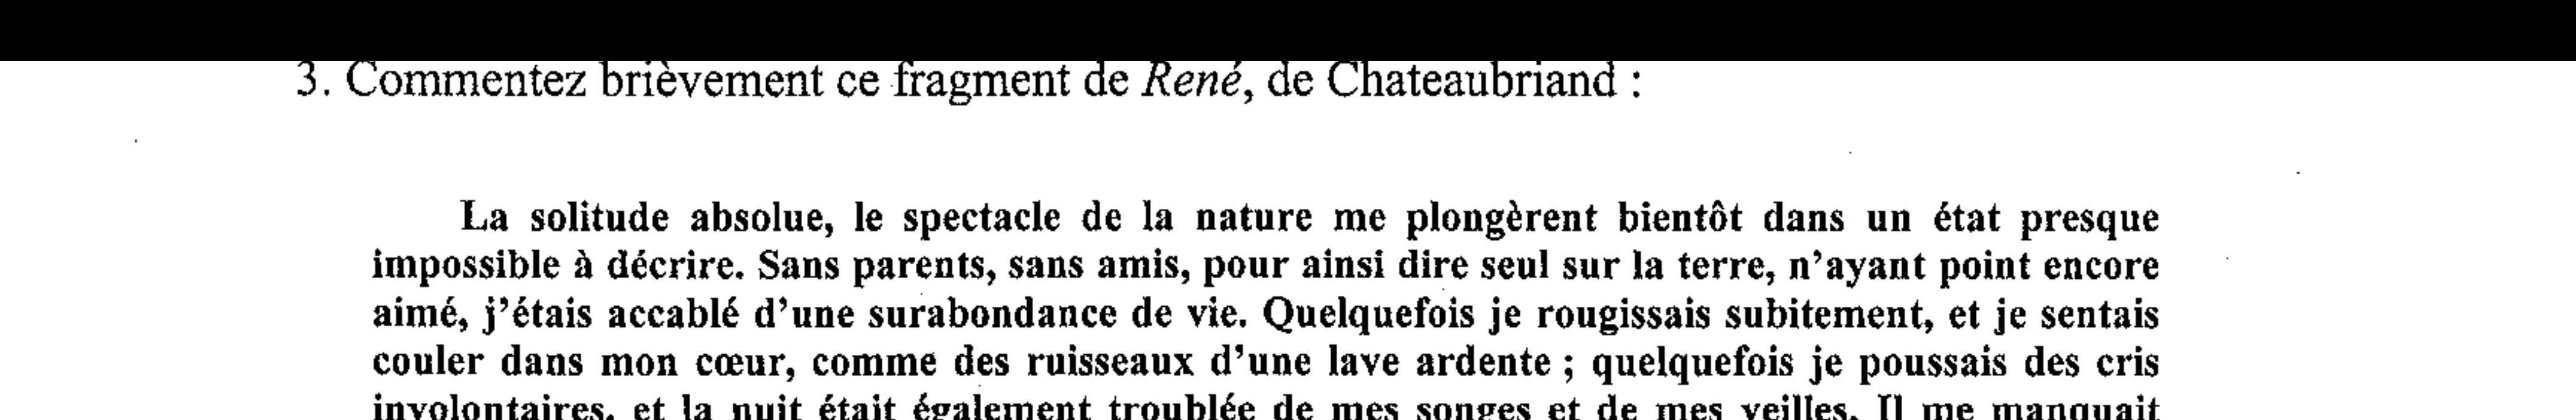 3. Commentez brièvement ce fragment de René, de Chateaubriand :
La solitude absolue, le spectacle de la nature me plongèrent bientôt dans un état presque
impossible à décrire. Sans parents, sans amis, pour ainsi dire seul sur la terre, n'ayant point encore
aimé, j'étais accablé d'une surabondance de vie. Quelquefois je rougissais subitement, et je sentais
couler dans mon cœur, comme des ruisseaux d'une lave ardente ; quelquefois je poussais des cris
involontaires, et la nuit était également troublée de mes songes et de mes veilles. Il me manquait